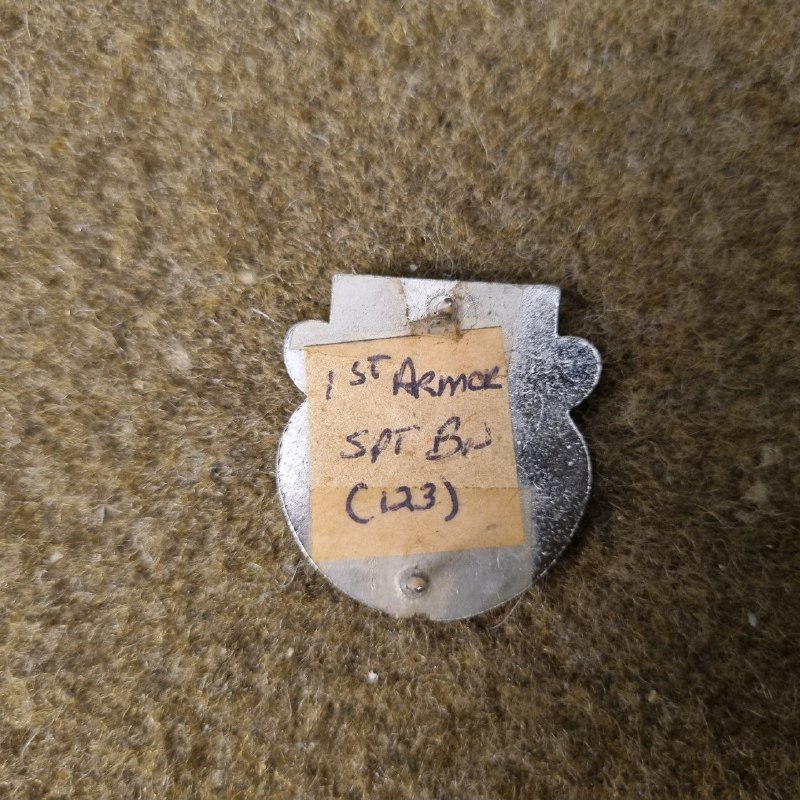 1ST ARMOR
SPT BN
(123)